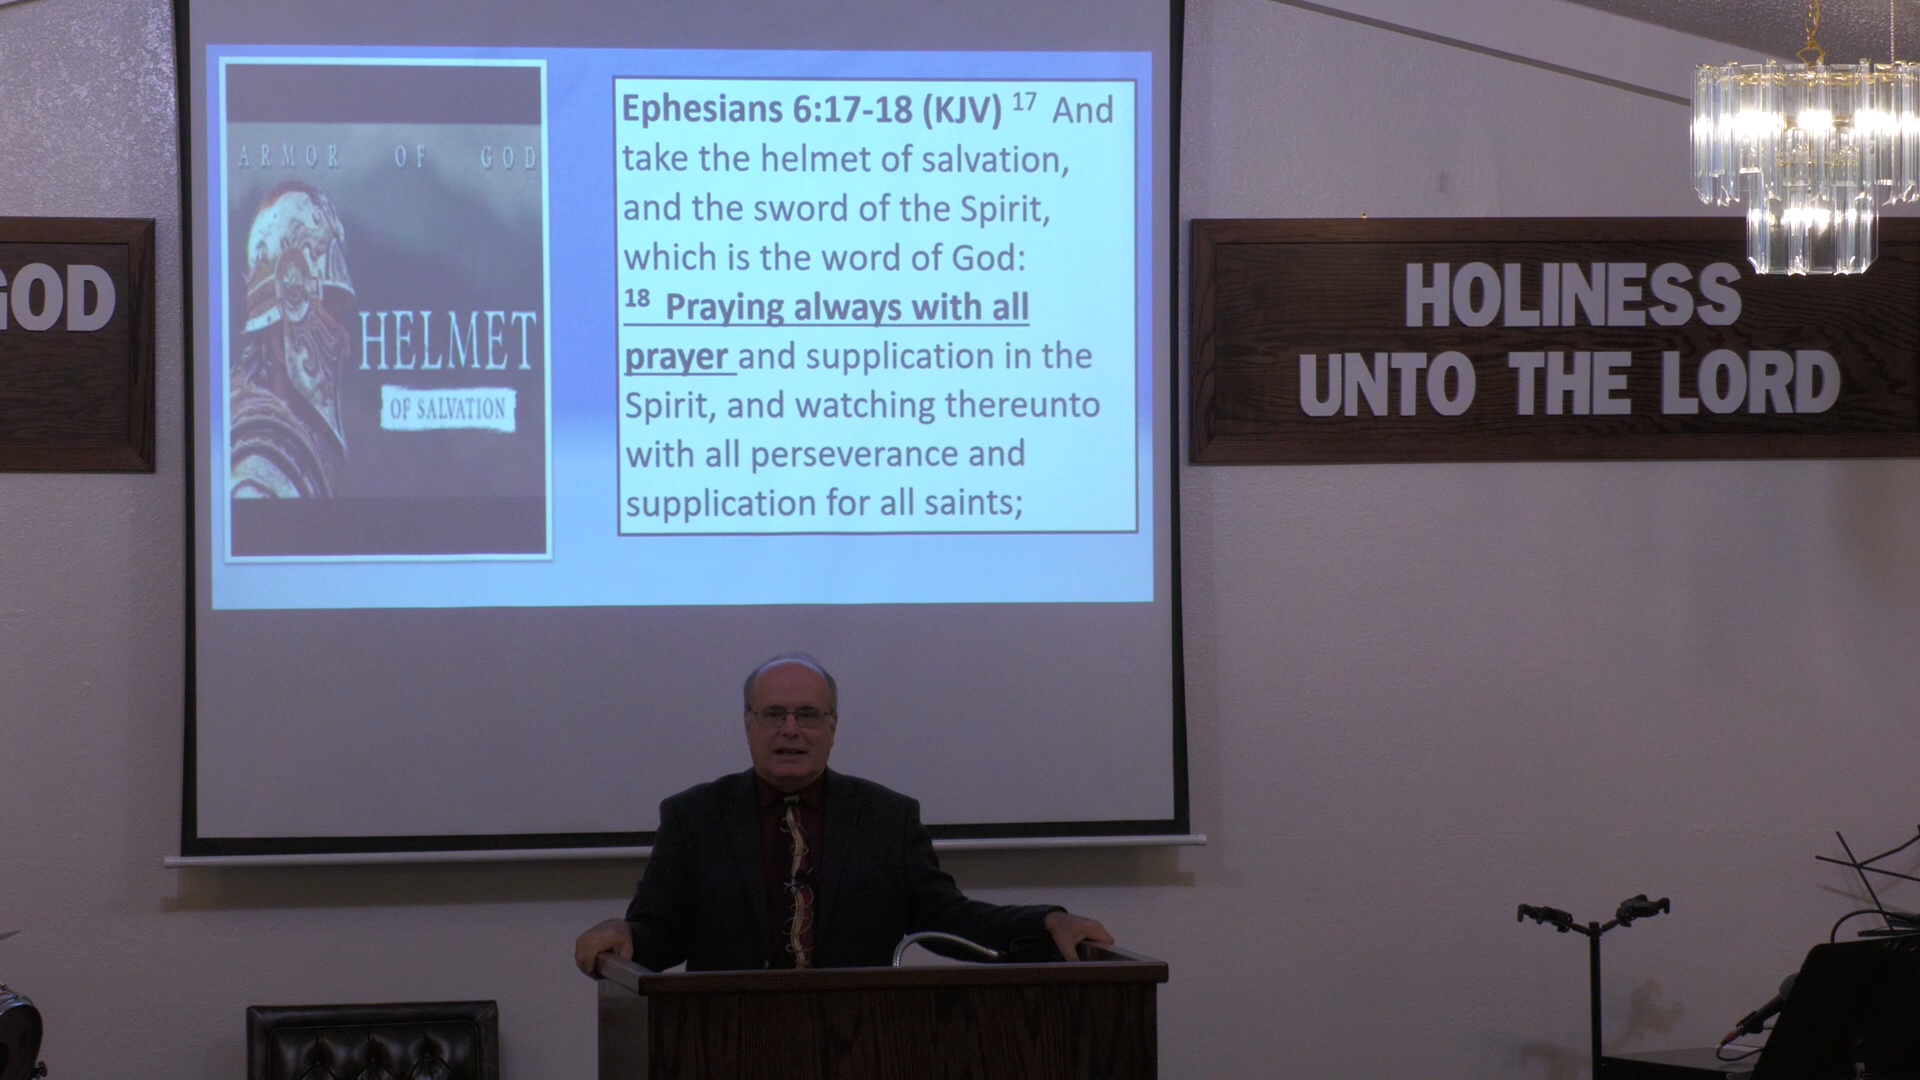 ARMOR OF GOD
HELMET
OF SALVATION
Ephesians 6:17-18 (KJV) 17 And
take the helmet of salvation,
and the sword of the Spirit,
which is the word of God:
18 Praying always with all
prayer and supplication in the
Spirit, and watching thereunto
with all perseverance and
supplication for all saints;
GOD
HOLINESS
UNTO THE LORD